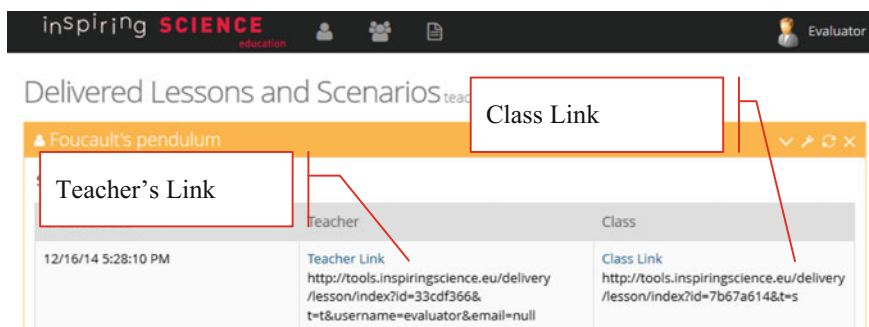 inspiring SCIENCE
education
Evaluator
Delivered Lessons and Scenarios
Class Link
Foucault's pendulum
Teacher's Link
Teacher
Class
12/16/14 5:28:10 PM
Teacher Link
http://tools.inspiringscience.eu/delivery
/lesson/index?id=33cdf366&
t=t&username=evaluator&email=null
Class Link
http://tools.inspiringscience.eu/delivery
/lesson/index?id=7b67a614&t=s